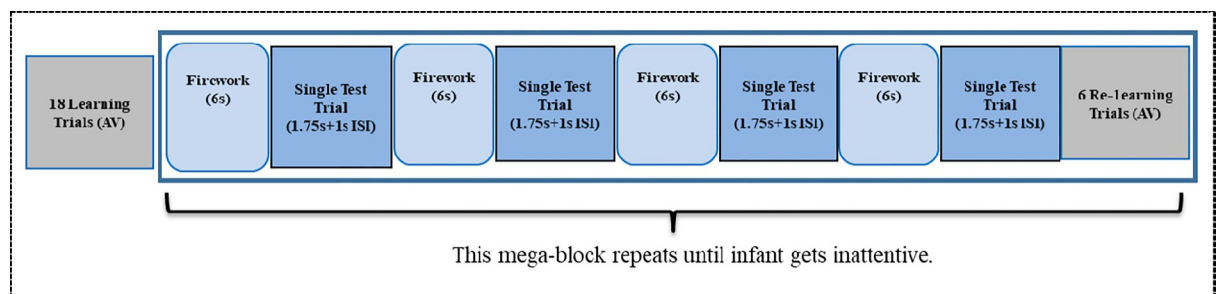 18 Learning
Trials (AV)
Firework
(6s)
Single Test
Trial
(1.75s+1s ISI)
Firework
(6s)
Single Test
Trial
(1.75s+1s ISI)
Firework
(6s)
Single Test
Trial
(1.75s+1s ISI)
Firework
(6s)
Single Test
Trial
(1.75s+1s ISI)
6 Re-learning
Trials (AV)
This mega-block repeats until infant gets inattentive.